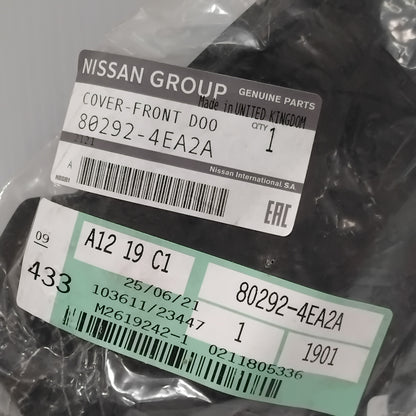 NISSAN GROUP GENUINE PARTS
Made in UNITED KINGDOM
COVER-FRONT DOO
QTY
80292-4EA2A 1
2121
A
Nissan International SA
EAC
09
A12 19 C1
433
25/06/21
103611/23447
M2619242-1
80292-4EA2A
1
1901
0211805336